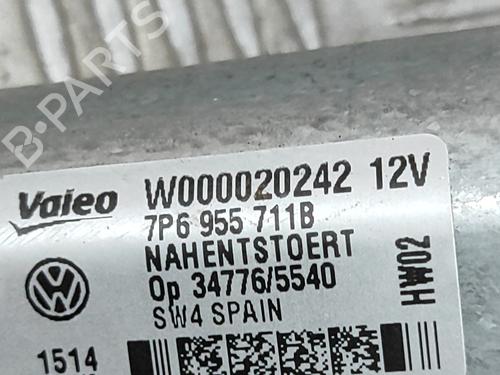 B-PARTS
Valeo W000020242 12V
7P6 955 711B
NAHENTSTOERT
Op 34776/5540
SW4 SPAIN
HW02
1514